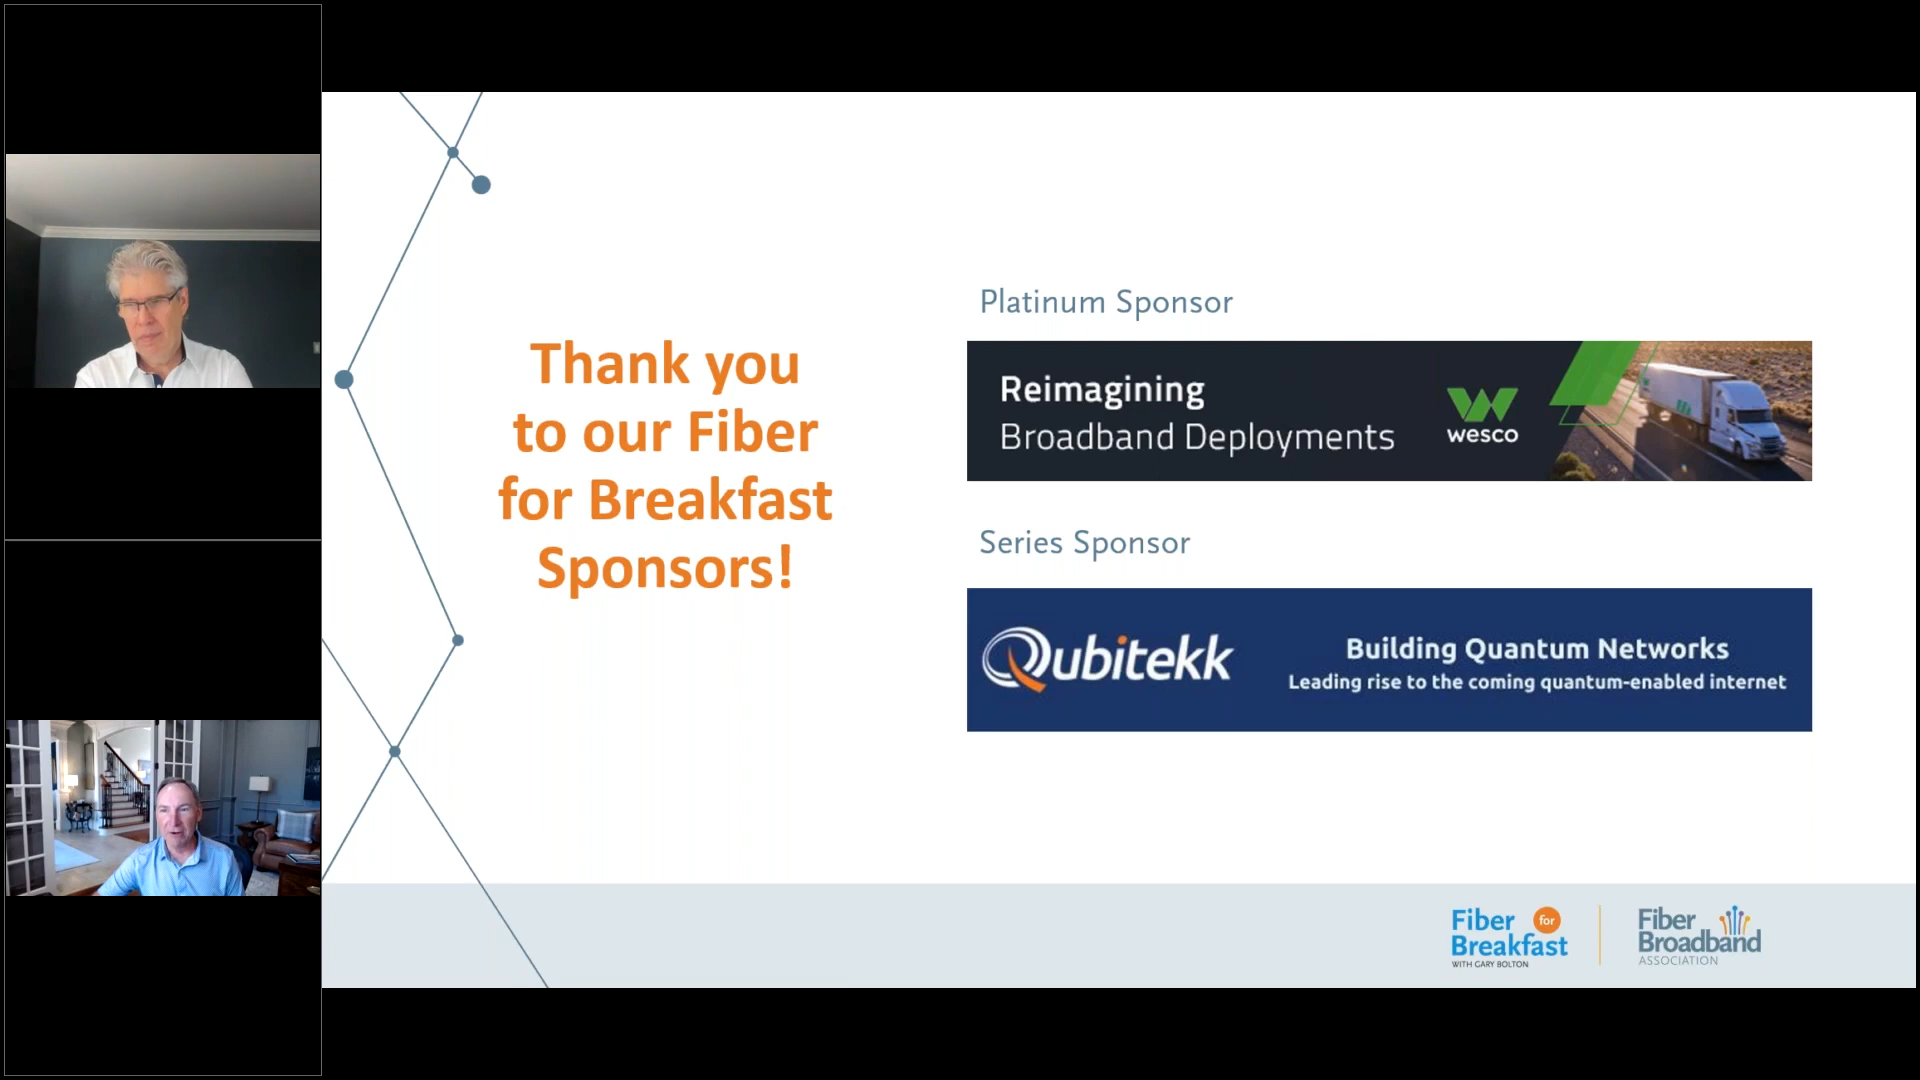 Thank you
to our Fiber
for Breakfast
Sponsors!
Platinum Sponsor
Reimagining
Broadband Deployments
wesco
Series Sponsor
Qubitekk
Building Quantum Networks
Leading rise to the coming quantum-enabled internet
Fiber for
Breakfast
WITH GARY BOLTON
Fiber
Broadband
ASSOCIATION